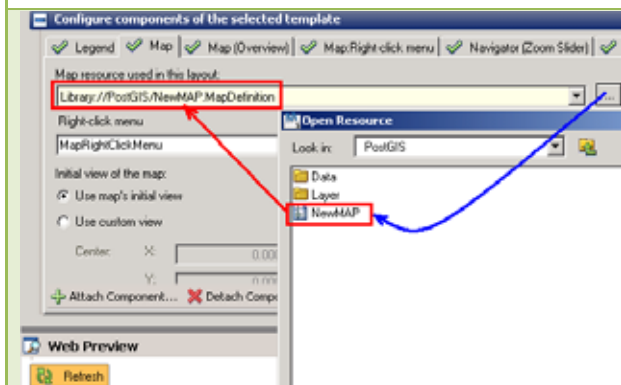 Configure components of the selected template
Legend Map Map (Overview) Map:Right-click menu Navigator (Zoom Slider)
Map resource used in this layout:
Library://PostGIS/NewMAP.MapDefinition
...
Right-click menu
MapRightClickMenu
Initial view of the map:
Use map's initial view
Use custom view
Center: X: 0.000
Y:
Attach Component... Detach Compo
Open Resource
Look in: PostGIS
Data
Layer
NewMAP
Web Preview
Refresh